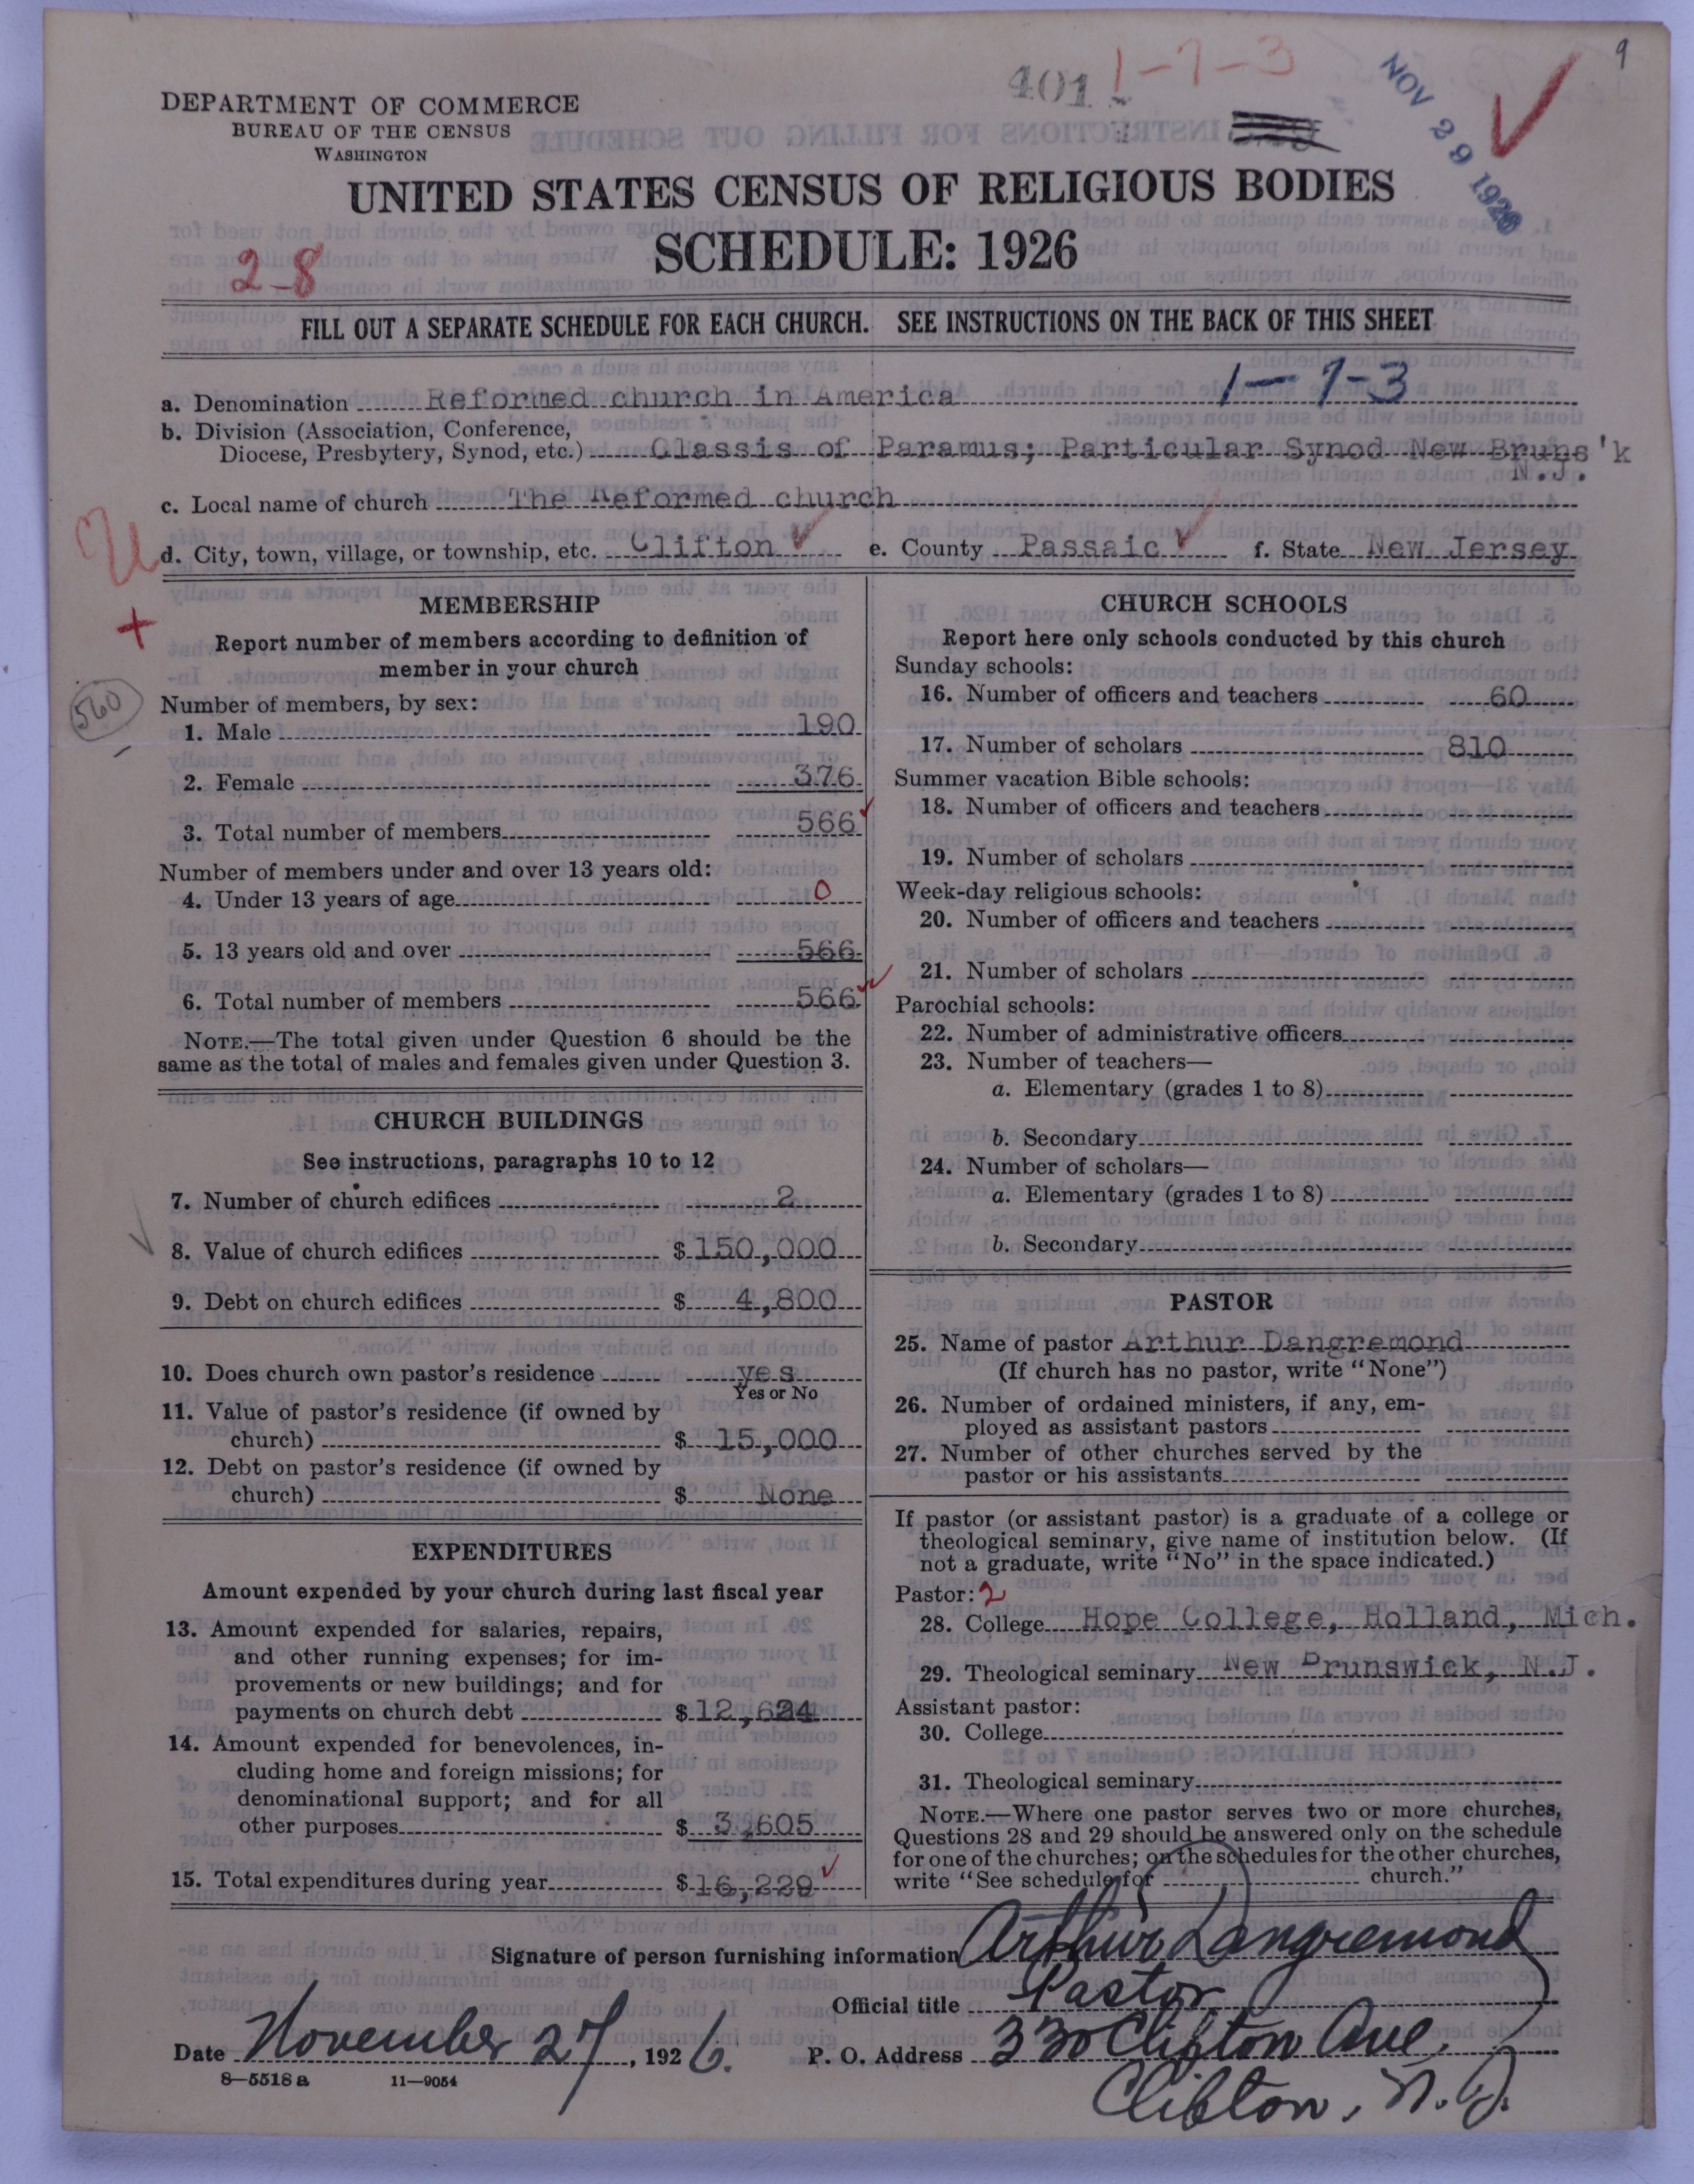 9
401
1-7-3
NOV 29 1926
DEPARTMENT OF COMMERCE
BUREAU OF THE CENSUS
WASHINGTON
UNITED STATES CENSUS OF RELIGIOUS BODIES
SCHEDULE: 1926
2-8
FILL OUT A SEPARATE SCHEDULE FOR EACH CHURCH. SEE INSTRUCTIONS ON THE BACK OF THIS SHEET
1-7-3
a. Denomination Reformed church in America
b. Division (Association, Conference,
Diocese, Presbytery, Synod, etc.) Classis of Paramus; Particular Synod New Bruns'k
N.J.
c. Local name of church The Reformed church
d. City, town, village, or township, etc. Clifton e. County Passaic f. State New Jersey
MEMBERSHIP
Report number of members according to definition of
member in your church
560
Number of members, by sex:
1. Male 190
2. Female 376
3. Total number of members 566
Number of members under and over 13 years old:
4. Under 13 years of age 0
5. 13 years old and over 566
6. Total number of members 566
NOTE.—The total given under Question 6 should be the
same as the total of males and females given under Question 3.
CHURCH BUILDINGS
See instructions, paragraphs 10 to 12
7. Number of church edifices 2
8. Value of church edifices $150,000
9. Debt on church edifices $ 4,800
10. Does church own pastor's residence yes
Yes or No
11. Value of pastor's residence (if owned by
church) $ 15,000
12. Debt on pastor's residence (if owned by
church) $ None
EXPENDITURES
Amount expended by your church during last fiscal year
13. Amount expended for salaries, repairs,
and other running expenses; for im-
provements or new buildings; and for
payments on church debt $12,624
14. Amount expended for benevolences, in-
cluding home and foreign missions; for
denominational support; and for all
other purposes $ 3,605
15. Total expenditures during year $16,229
CHURCH SCHOOLS
Report here only schools conducted by this church
Sunday schools:
16. Number of officers and teachers 60
17. Number of scholars 810
Summer vacation Bible schools:
18. Number of officers and teachers
19. Number of scholars
Week-day religious schools:
20. Number of officers and teachers
21. Number of scholars
Parochial schools:
22. Number of administrative officers
23. Number of teachers—
a. Elementary (grades 1 to 8)
b. Secondary
24. Number of scholars—
a. Elementary (grades 1 to 8)
b. Secondary
PASTOR
25. Name of pastor Arthur Dangremond
(If church has no pastor, write "None")
26. Number of ordained ministers, if any, em-
ployed as assistant pastors
27. Number of other churches served by the
pastor or his assistants
If pastor (or assistant pastor) is a graduate of a college or
theological seminary, give name of institution below. (If
not a graduate, write "No" in the space indicated.)
Pastor: 2
28. College Hope College, Holland, Mich.
29. Theological seminary New Brunswick, N.J.
Assistant pastor:
30. College
31. Theological seminary
NOTE.—Where one pastor serves two or more churches,
Questions 28 and 29 should be answered only on the schedule
for one of the churches; on the schedules for the other churches,
write "See schedule for church."
Signature of person furnishing information Arthur Dangremond
Official title Pastor
Date November 27, 1926. P. O. Address 330 Clifton Ave.
Clifton, N.J.
8—5518 a 11—9054